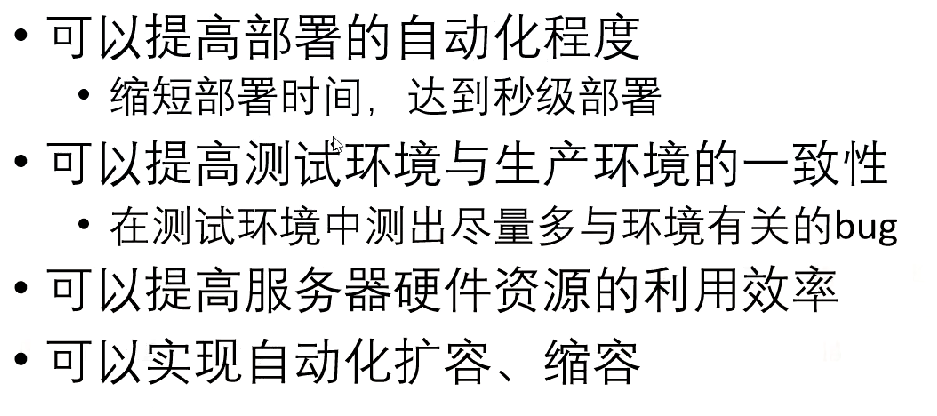 • 可以提高部署的自动化程度
• 缩短部署时间，达到秒级部署
• 可以提高测试环境与生产环境的一致性
• 在测试环境中测出尽量多与环境有关的bug
• 可以提高服务器硬件资源的利用效率
• 可以实现自动化扩容、缩容